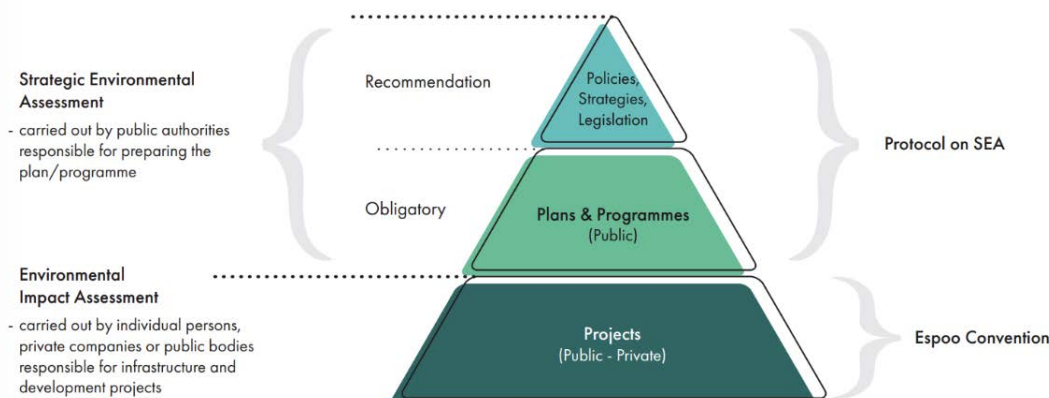 Strategic Environmental
Assessment
- carried out by public authorities
responsible for preparing the
plan/programme
Environmental
Impact Assessment
- carried out by individual persons,
private companies or public bodies
responsible for infrastructure and
development projects
Recommendation
Obligatory
Policies,
Strategies,
Legislation
Plans & Programmes
(Public)
Projects
(Public - Private)
Protocol on SEA
Espoo Convention